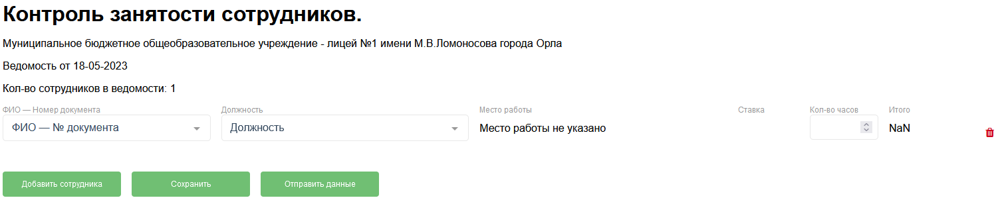 Контроль занятости сотрудников.
Муниципальное бюджетное общеобразовательное учреждение - лицей №1 имени М.В.Ломоносова города Орла
Ведомость от 18-05-2023
Кол-во сотрудников в ведомости: 1
ФИО — Номер документа Должность Место работы Ставка Кол-во часов Итого
ФИО — № документа Должность Место работы не указано NaN
Добавить сотрудника Сохранить Отправить данные